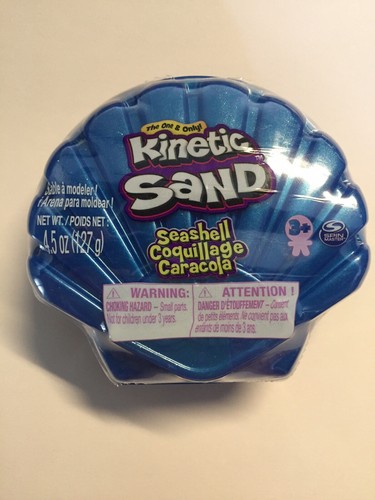 The One & Only!
Kinetic
SAND
Sable à modeler!
¡Arena para moldear!
NET WT. / POIDS NET:
4.5 oz (127 g)
Seashell
Coquillage
Caracola
3+
SPIN
MASTER
WARNING:
CHOKING HAZARD – Small parts.
Not for children under 3 years.
ATTENTION !
DANGER D'ÉTOUFFEMENT – Contient
de petits éléments. Ne convient pas aux
enfants de moins de 3 ans.